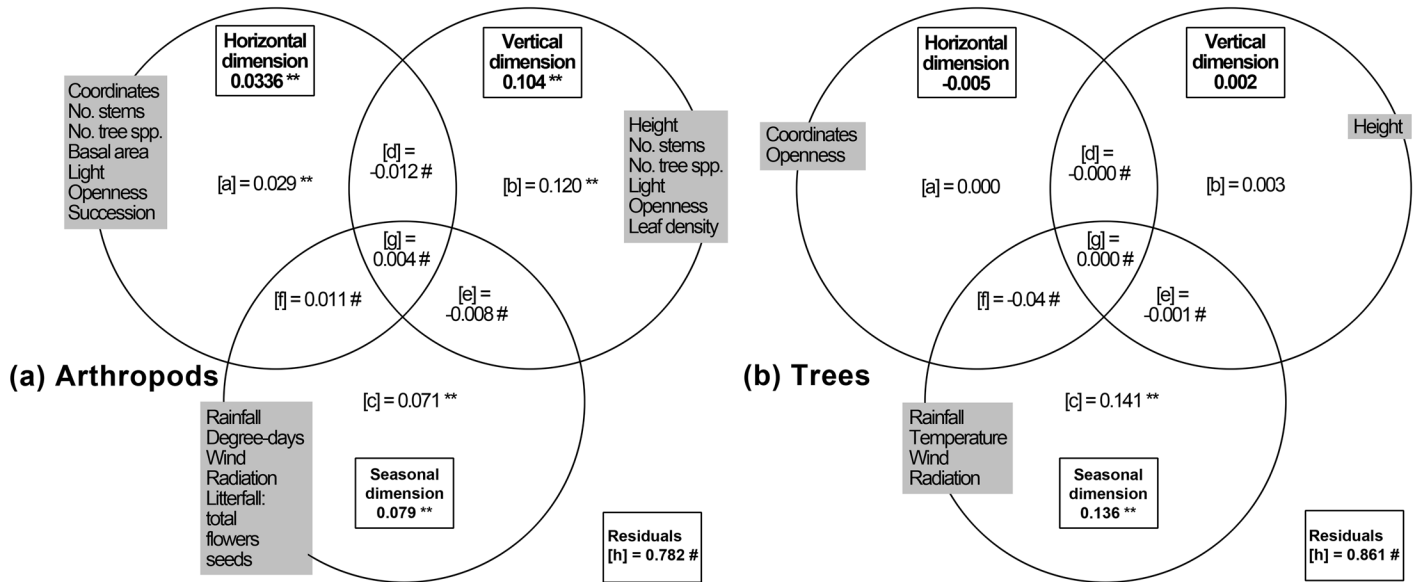 Horizontal
dimension
0.0336 **
Vertical
dimension
0.104 **
Coordinates
No. stems
No. tree spp.
Basal area
Light
Openness
Succession
Height
No. stems
No. tree spp.
Light
Openness
Leaf density
[a] = 0.029 **
[d] =
-0.012 #
[b] = 0.120 **
[g] =
0.004 #
[f] = 0.011 #
[e] =
-0.008 #
(a) Arthropods
[c] = 0.071 **
Rainfall
Degree-days
Wind
Radiation
Litterfall:
total
flowers
seeds
Seasonal
dimension
0.079 **
Residuals
[h] = 0.782 #
Horizontal
dimension
-0.005
Vertical
dimension
0.002
Coordinates
Openness
Height
[a] = 0.000
[d] =
-0.000 #
[b] = 0.003
[g] =
0.000 #
[f] = -0.04 #
[e] =
-0.001 #
(b) Trees
[c] = 0.141 **
Rainfall
Temperature
Wind
Radiation
Seasonal
dimension
0.136 **
Residuals
[h] = 0.861 #